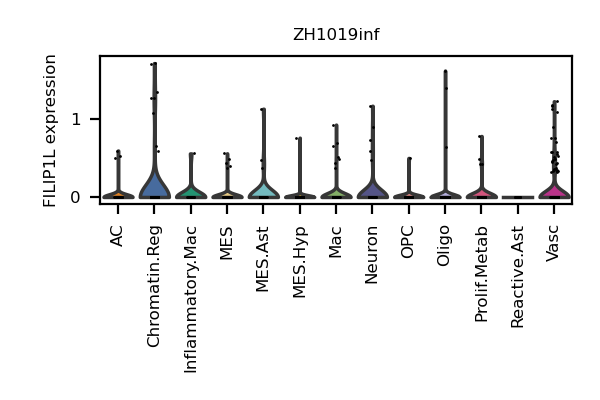 ZH1019inf
FILIP1L expression
1
0
AC
Chromatin.Reg
Inflammatory.Mac
MES
MES.Ast
MES.Hyp
Mac
Neuron
OPC
Oligo
Prolif.Metab
Reactive.Ast
Vasc